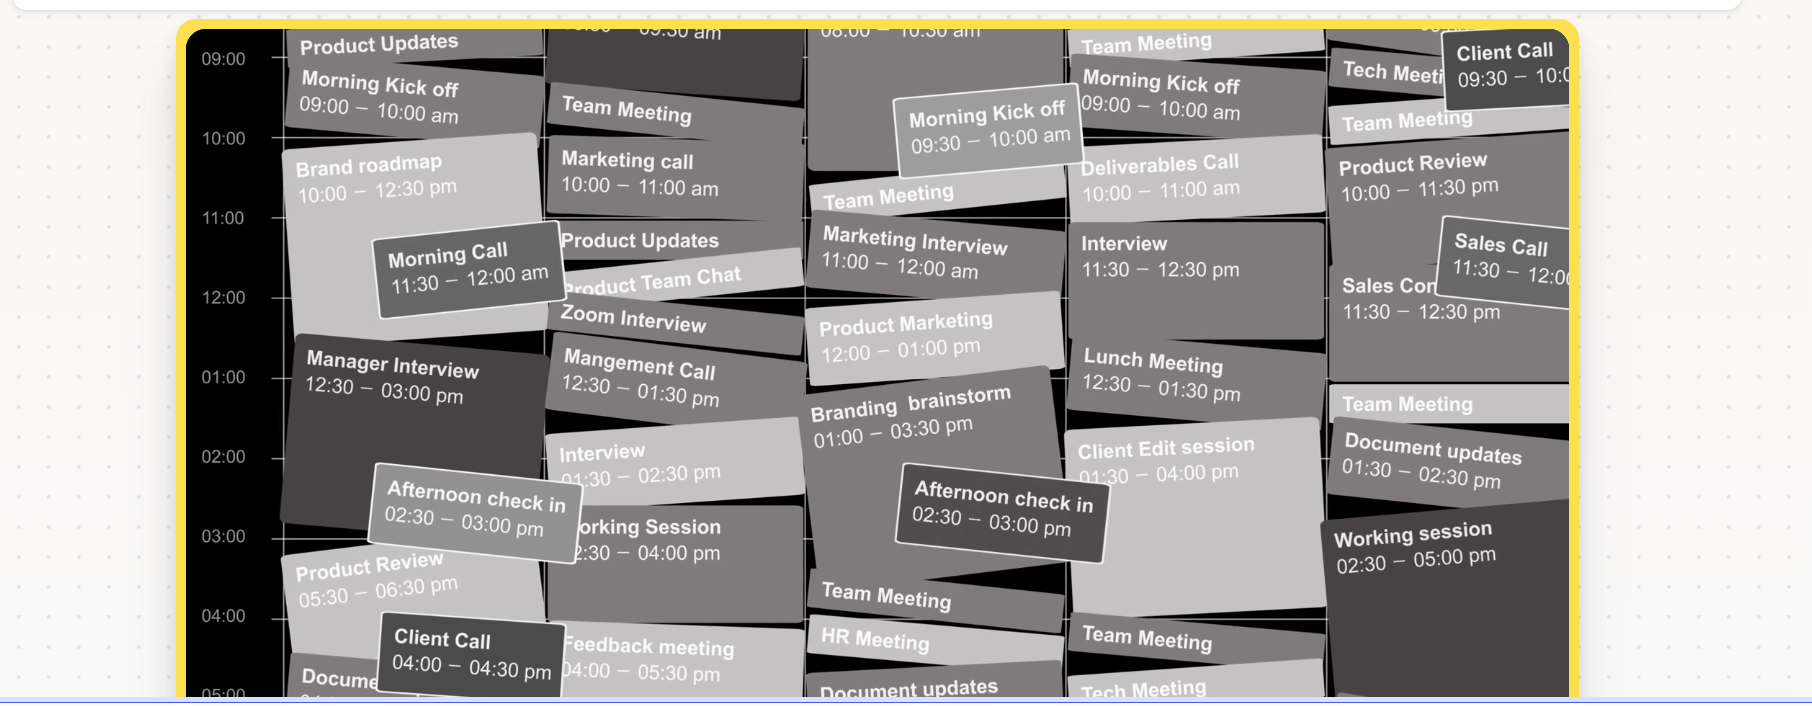 09:00
10:00
11:00
12:00
01:00
02:00
03:00
04:00
05:00
Product Updates
Morning Kick off
09:00 – 10:00 am
Brand roadmap
10:00 – 12:30 pm
Morning Call
11:30 – 12:00 am
Manager Interview
12:30 – 03:00 pm
Afternoon check in
02:30 – 03:00 pm
Product Review
05:30 – 06:30 pm
Client Call
04:00 – 04:30 pm
09:30 am
Team Meeting
Marketing call
10:00 – 11:00 am
Product Updates
Product Team Chat
Zoom Interview
Mangement Call
12:30 – 01:30 pm
Interview
01:30 – 02:30 pm
Session
04:00 pm
Feedback meeting
04:00 – 05:30 pm
08:00 – 10:30 am
Morning Kick off
09:30 – 10:00 am
Team Meeting
Marketing Interview
11:00 – 12:00 am
Product Marketing
12:00 – 01:00 pm
Branding  brainstorm
01:00 – 03:30 pm
Afternoon check in
02:30 – 03:00 pm
Team Meeting
HR Meeting
Document updates
Team Meeting
Morning Kick off
09:00 – 10:00 am
Deliverables Call
10:00 – 11:00 am
Interview
11:30 – 12:30 pm
Lunch Meeting
12:30 – 01:30 pm
Client Edit session
01:30 – 04:00 pm
Team Meeting
Tech Meeting
Client Call
09:30 –
Tech
Team Meeting
Product Review
10:00 – 11:30 pm
Sales Call
11:30 –
Sales
11:30 – 12:30 pm
Team Meeting
Document updates
01:30 – 02:30 pm
Working session
02:30 – 05:00 pm